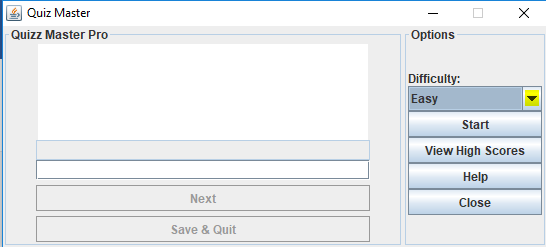 Quiz Master
Quizz Master Pro
Next
Save & Quit
Options
Difficulty:
Easy
Start
View High Scores
Help
Close